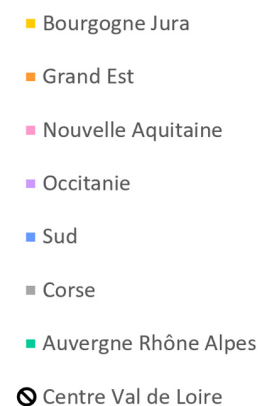 Bourgogne Jura
Grand Est
Nouvelle Aquitaine
Occitanie
Sud
Corse
Auvergne Rhône Alpes
Centre Val de Loire